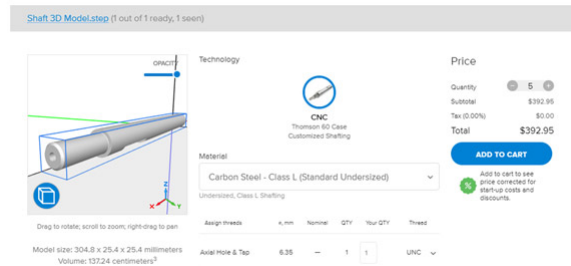 Shaft 3D Model.step (1 out of 1 ready, 1 seen)
OPACITY
Z
X
Y
Drag to rotate; scroll to zoom; right-drag to pan
Model size: 304.8 x 25.4 x 25.4 millimeters
Volume: 137.24 centimeters³
Technology
CNC
Thomson 60 Case
Customized Shafting
Material
Carbon Steel - Class L (Standard Undersized)
Undersized, Class L Shafting
Assign threads
⌀, mm Nominal QTY Your QTY Thread
Axial Hole & Tap 6.35 — 1 1 UNC
Price
Quantity 5
Subtotal $392.95
Tax (0.00%) $0.00
Total $392.95
ADD TO CART
Add to cart to see
price corrected for
start-up costs and
discounts.